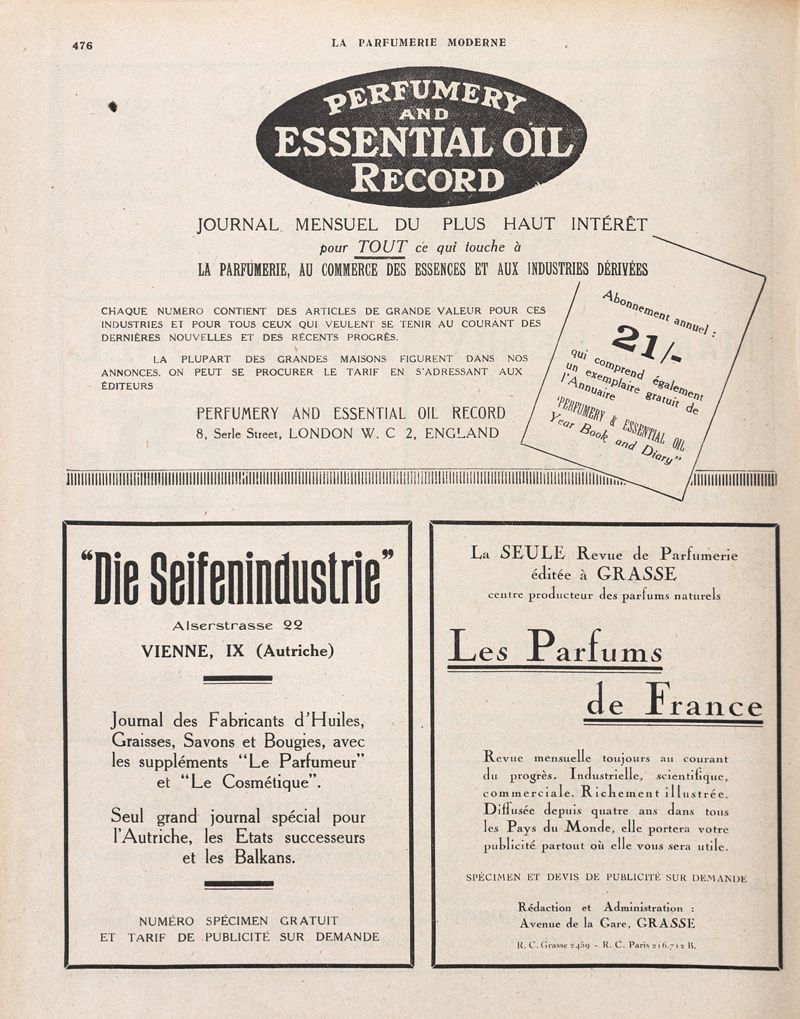 476
LA PARFUMERIE MODERNE
PERFUMERY
AND
ESSENTIAL OIL
RECORD
JOURNAL MENSUEL DU PLUS HAUT INTÉRÊT
pour TOUT ce qui touche à
LA PARFUMERIE, AU COMMERCE DES ESSENCES ET AUX INDUSTRIES DÉRIVÉES
CHAQUE NUMERO CONTIENT DES ARTICLES DE GRANDE VALEUR POUR CES
INDUSTRIES ET POUR TOUS CEUX QUI VEULENT SE TENIR AU COURANT DES
DERNIÈRES NOUVELLES ET DES RÉCENTS PROGRÈS.
LA PLUPART DES GRANDES MAISONS FIGURENT DANS NOS
ANNONCES. ON PEUT SE PROCURER LE TARIF EN S'ADRESSANT AUX
ÉDITEURS
PERFUMERY AND ESSENTIAL OIL RECORD
8, Serle Street, LONDON W. C 2, ENGLAND
Abonnement annuel :
21/-
qui comprend également
un exemplaire gratuit de
l'Annuaire
'PERFUMERY & ESSENTIAL OIL
Year Book and Diary"
"Die Seifenindustrie"
Alserstrasse 22
VIENNE, IX (Autriche)
Journal des Fabricants d'Huiles,
Graisses, Savons et Bougies, avec
les suppléments "Le Parfumeur"
et "Le Cosmétique".
Seul grand journal spécial pour
l'Autriche, les Etats successeurs
et les Balkans.
NUMÉRO SPÉCIMEN GRATUIT
ET TARIF DE PUBLICITÉ SUR DEMANDE
La SEULE Revue de Parfumerie
éditée à GRASSE
centre producteur des parfums naturels
Les Parfums
de France
Revue mensuelle toujours au courant
du progrès. Industrielle, scientifique,
commerciale. Richement illustrée.
Diffusée depuis quatre ans dans tous
les Pays du Monde, elle portera votre
publicité partout où elle vous sera utile.
SPÉCIMEN ET DEVIS DE PUBLICITÉ SUR DEMANDE
Rédaction et Administration :
Avenue de la Gare, GRASSE
R. C. Grasse 2459 - R. C. Paris 216.712 B.